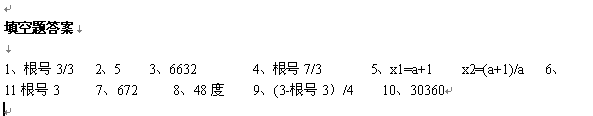 填空题答案
1、根号 3/3 2、5 3、6632 4、根号 7/3 5、x1=a+1 x2=(a+1)/a 6、
11 根号 3 7、672 8、48 度 9、(3-根号 3）/4 10、30360